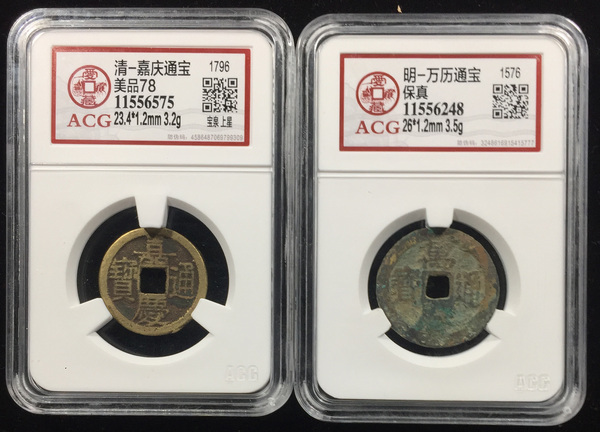 清-嘉庆通宝 1796
美品78
11556575
ACG 23.4*1.2mm 3.2g 宝泉 上星
嘉慶通寶
ACG
明-万历通宝 1576
保真
11556248
ACG 26*1.2mm 3.5g
通寶
ACG